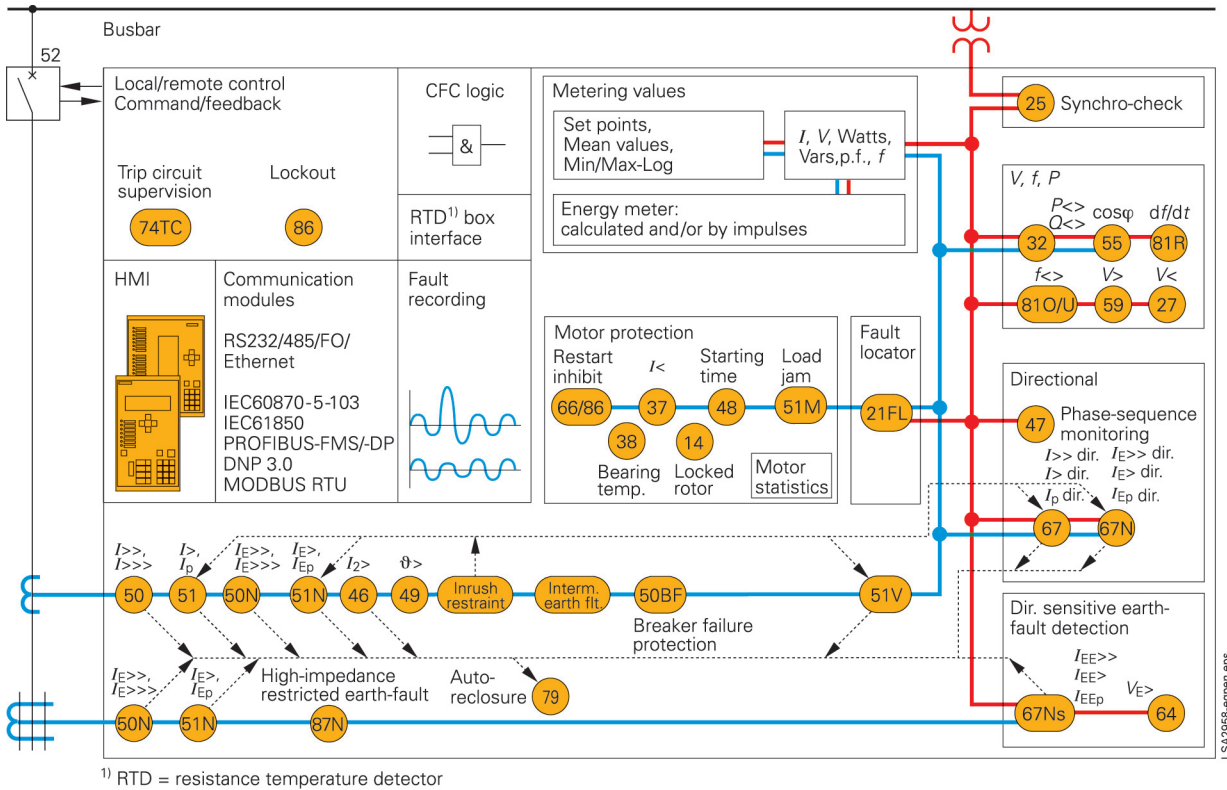 Busbar
52
Local/remote control
Command/feedback
Trip circuit
supervision
74TC
Lockout
86
CFC logic
&
RTD1) box
interface
Metering values
Set points,
Mean values,
Min/Max-Log
I, V, Watts,
Vars,p.f., f
Energy meter:
calculated and/or by impulses
25
Synchro-check
V, f, P
P<>
Q<>
cosφ
df/dt
32
55
81R
f<>
V>
V<
81O/U
59
27
HMI
Communication
modules
RS232/485/FO/
Ethernet
IEC60870-5-103
IEC61850
PROFIBUS-FMS/-DP
DNP 3.0
MODBUS RTU
Fault
recording
Motor protection
Restart
inhibit
I<
Starting
time
Load
jam
66/86
37
48
51M
38
14
Bearing
temp.
Locked
rotor
Motor
statistics
Fault
locator
21FL
Directional
47
Phase-sequence
monitoring
I>> dir.
I> dir.
Ip dir.
IE>> dir.
IE> dir.
IEp dir.
67
67N
I>>,
I>>>
I>,
Ip
IE>>,
IE>>>
IE>,
IEp
I2>
ϑ>
50
51
50N
51N
46
49
Inrush
restraint
Interm.
earth flt.
50BF
51V
Breaker failure
protection
IE>>,
IE>>>
IE>,
IEp
High-impedance
restricted earth-fault
Auto-
reclosure
79
50N
51N
87N
Dir. sensitive earth-
fault detection
IEE>>
IEE>
IEEp
VE>
67Ns
64
LSA2958-egpen.eps
1) RTD = resistance temperature detector